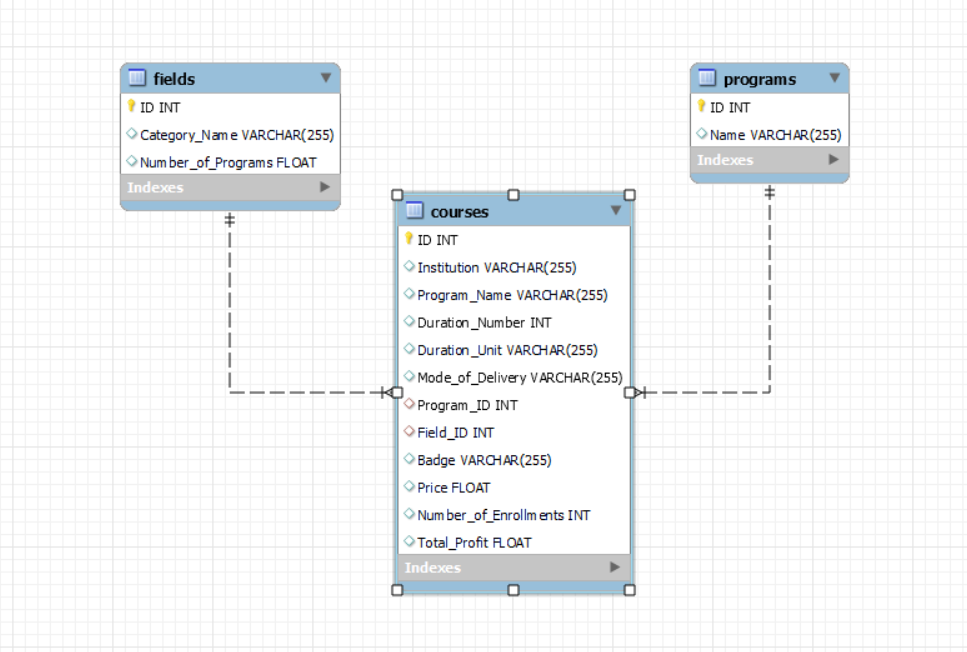 fields
ID INT
Category_Name VARCHAR(255)
Number_of_Programs FLOAT
Indexes
programs
ID INT
Name VARCHAR(255)
Indexes
courses
ID INT
Institution VARCHAR(255)
Program_Name VARCHAR(255)
Duration_Number INT
Duration_Unit VARCHAR(255)
Mode_of_Delivery VARCHAR(255)
Program_ID INT
Field_ID INT
Badge VARCHAR(255)
Price FLOAT
Number_of_Enrollments INT
Total_Profit FLOAT
Indexes